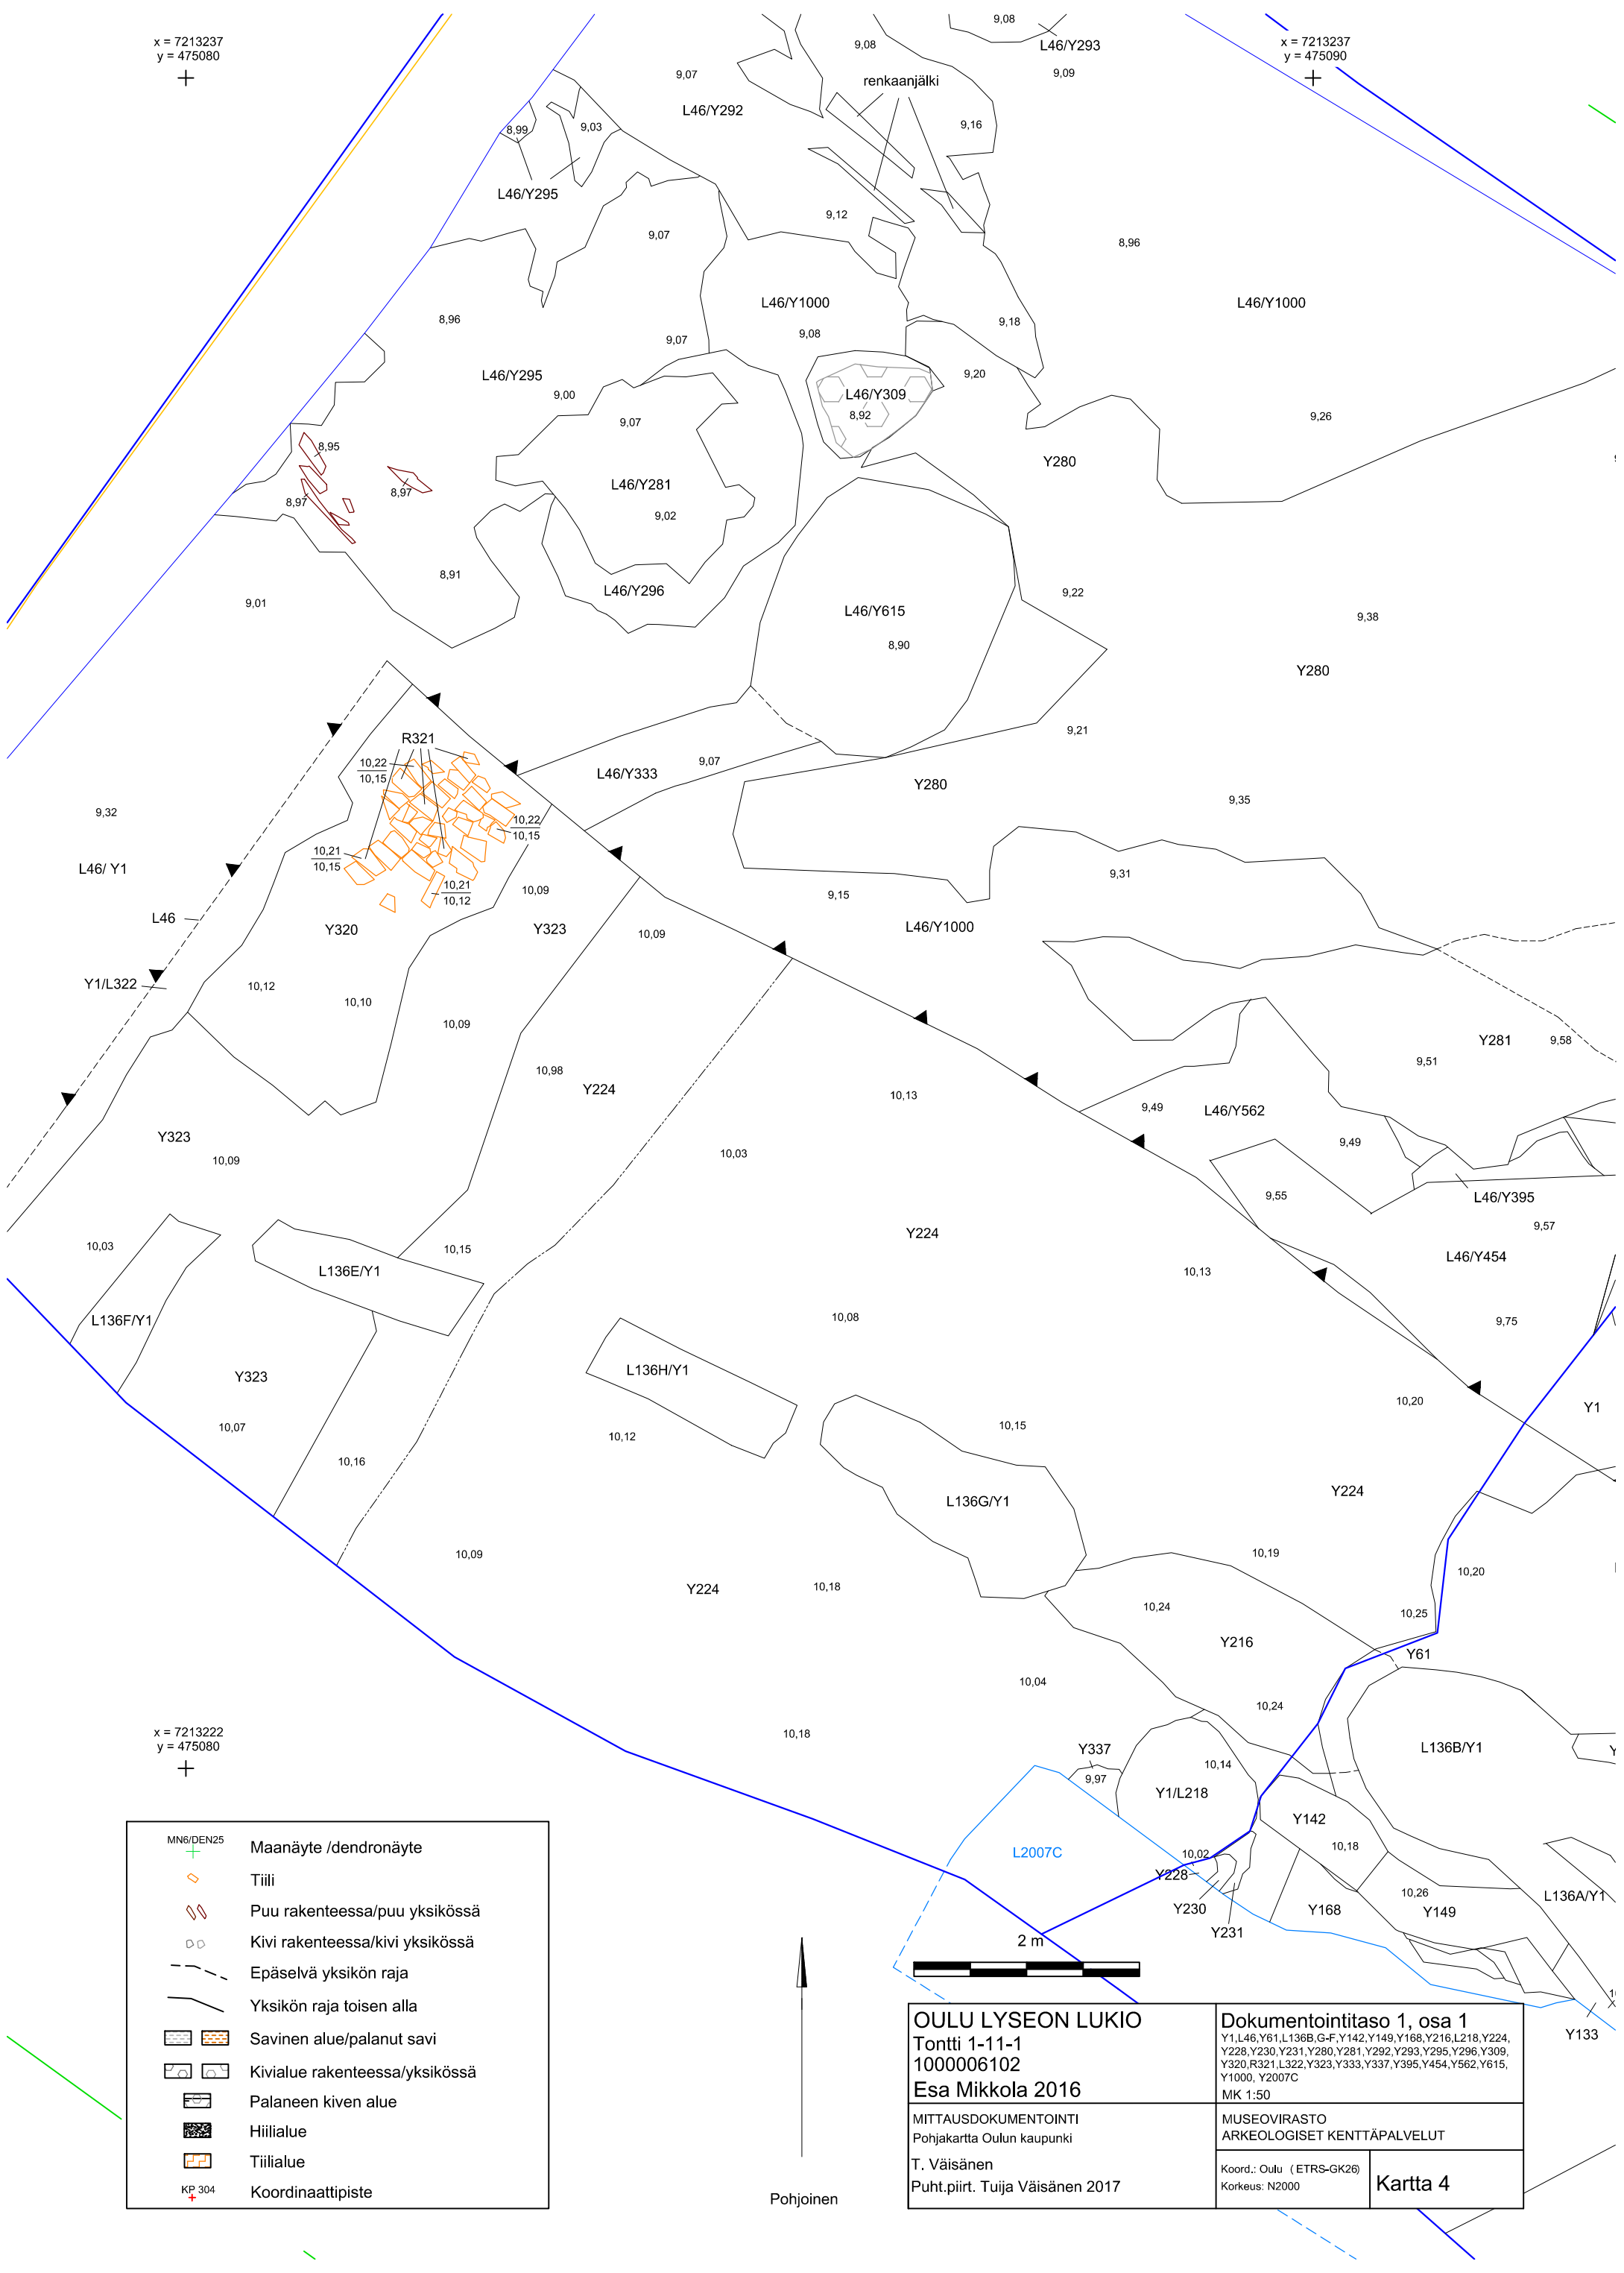 x = 7213237
y = 475080
9,08
L46/Y293
x = 7213237
y = 475090
9,08
9,07
9,09
renkaanjälki
L46/Y292
8,99
9,03
9,16
L46/Y295
9,12
9,07
8,96
L46/Y1000
L46/Y1000
8,96
9,08
9,18
9,07
L46/Y295
9,20
9,00
L46/Y309
8,92
9,26
9,07
8,95
Y280
L46/Y281
8,97
8,97
9,02
8,91
L46/Y296
9,22
9,01
L46/Y615
9,38
8,90
Y280
R321
9,21
10,22
10,15
9,07
L46/Y333
Y280
9,35
9,32
10,22
10,15
10,21
10,15
L46/ Y1
9,31
10,21
10,12
10,09
9,15
L46
Y320
Y323
10,09
L46/Y1000
Y1/L322
10,12
10,10
10,09
Y281
9,58
9,51
10,98
Y224
10,13
9,49
L46/Y562
Y323
9,49
10,09
10,03
9,55
L46/Y395
9,57
10,03
Y224
10,15
L46/Y454
L136E/Y1
10,13
L136F/Y1
10,08
9,75
L136H/Y1
Y323
10,20
Y1
10,07
10,15
10,12
10,16
Y224
L136G/Y1
10,09
10,19
10,20
Y224
10,18
10,24
10,25
Y216
Y61
10,04
10,24
x = 7213222
y = 475080
10,18
Y337
L136B/Y1
9,97
10,14
Y1/L218
Y142
10,18
L2007C
10,02
Y228
10,26
L136A/Y1
Y230
Y168
Y149
Y231
2 m
Y133
MN6/DEN25
Maanäyte /dendronäyte
Tiili
Puu rakenteessa/puu yksikössä
Kivi rakenteessa/kivi yksikössä
Epäselvä yksikön raja
Yksikön raja toisen alla
Savinen alue/palanut savi
Kivialue rakenteessa/yksikössä
Palaneen kiven alue
Hiilialue
Tiilialue
KP 304
Koordinaattipiste
Pohjoinen
OULU LYSEON LUKIO
Tontti 1-11-1
1000006102
Esa Mikkola 2016
Dokumentointitaso 1, osa 1
Y1,L46,Y61,L136B,G-F,Y142,Y149,Y168,Y216,L218,Y224,
Y228,Y230,Y231,Y280,Y281,Y292,Y293,Y295,Y296,Y309,
Y320,R321,L322,Y323,Y333,Y337,Y395,Y454,Y562,Y615,
Y1000, Y2007C
MK 1:50
MITTAUSDOKUMENTOINTI
Pohjakartta Oulun kaupunki
T. Väisänen
Puht.piirt. Tuija Väisänen 2017
MUSEOVIRASTO
ARKEOLOGISET KENTTÄPALVELUT
Koord.: Oulu ( ETRS-GK26)
Korkeus: N2000
Kartta 4